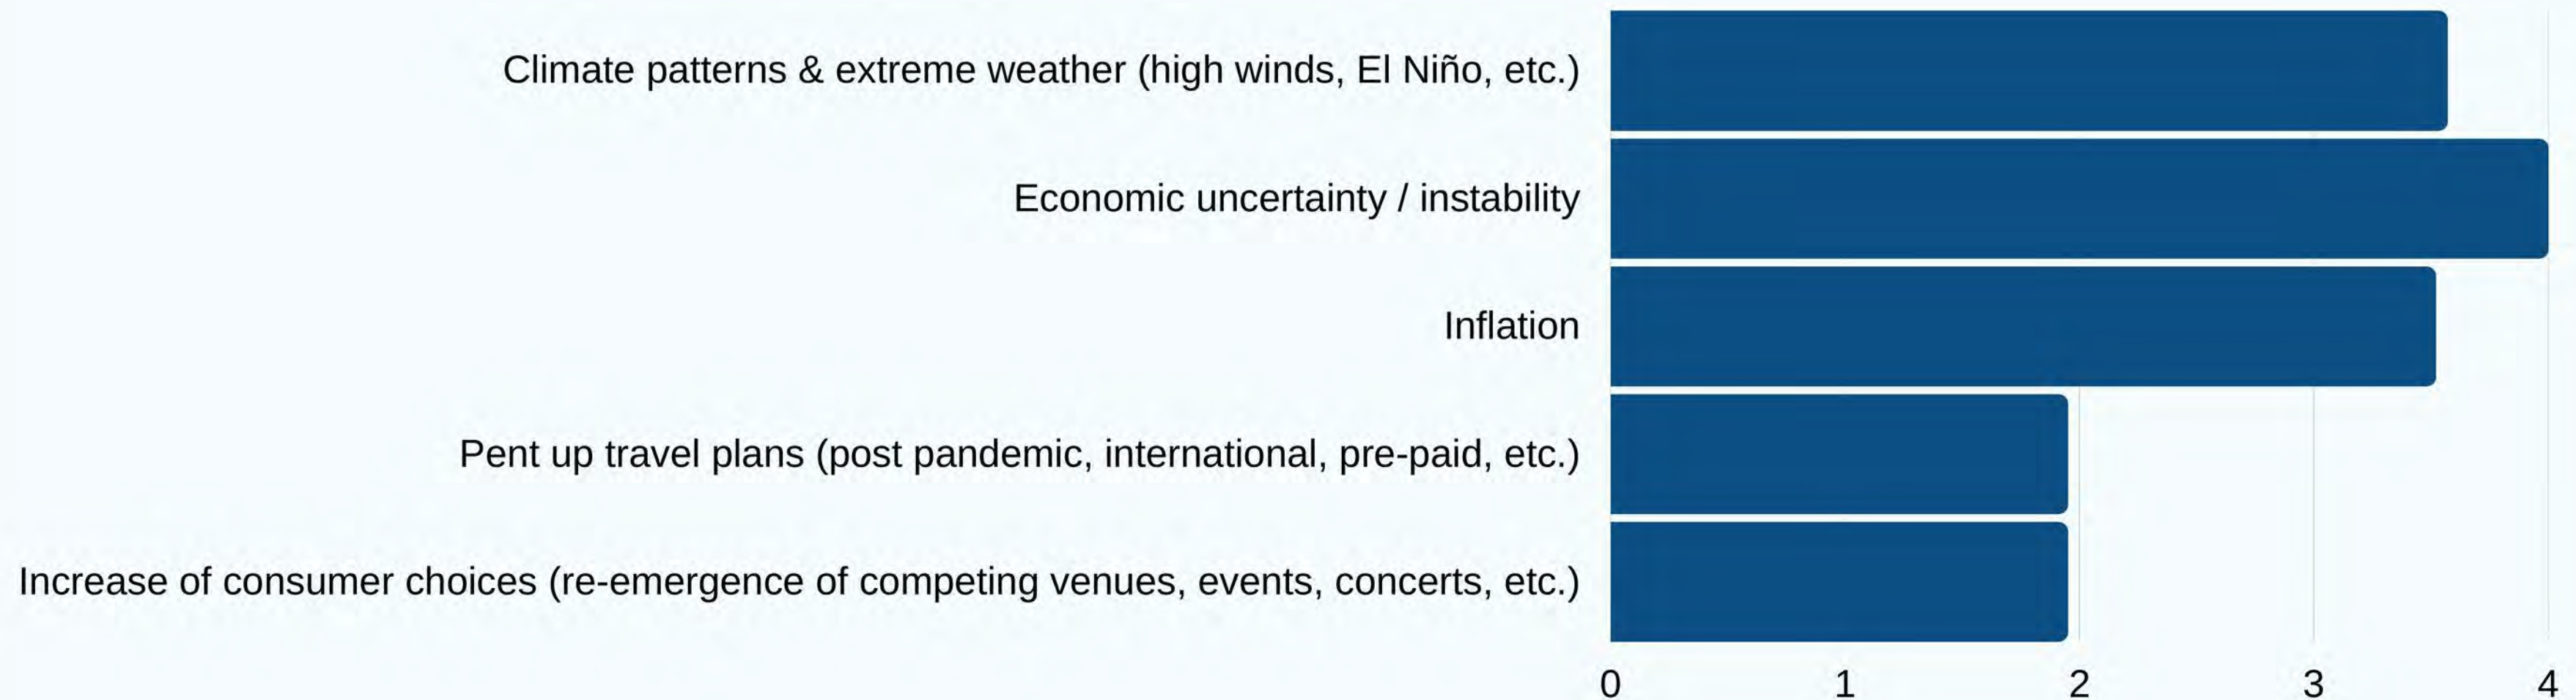 Climate patterns & extreme weather (high winds, El Niño, etc.)
Economic uncertainty / instability
Inflation
Pent up travel plans (post pandemic, international, pre-paid, etc.)
Increase of consumer choices (re-emergence of competing venues, events, concerts, etc.)
0 1 2 3 4